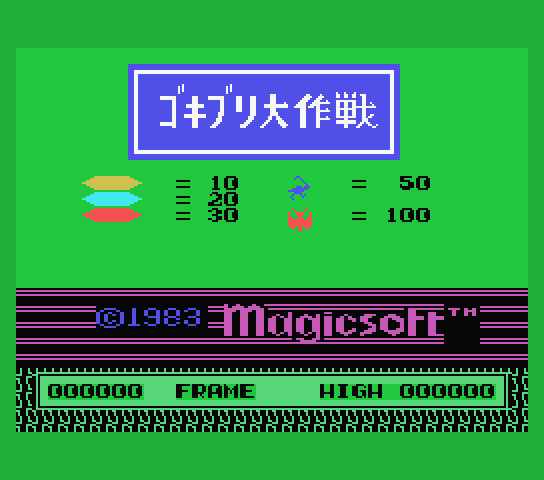 ゴキブリ大作戦
= 10 = 50
= 20
= 30 = 100
©1983 Magicsoft™
000000 FRAME HIGH 000000